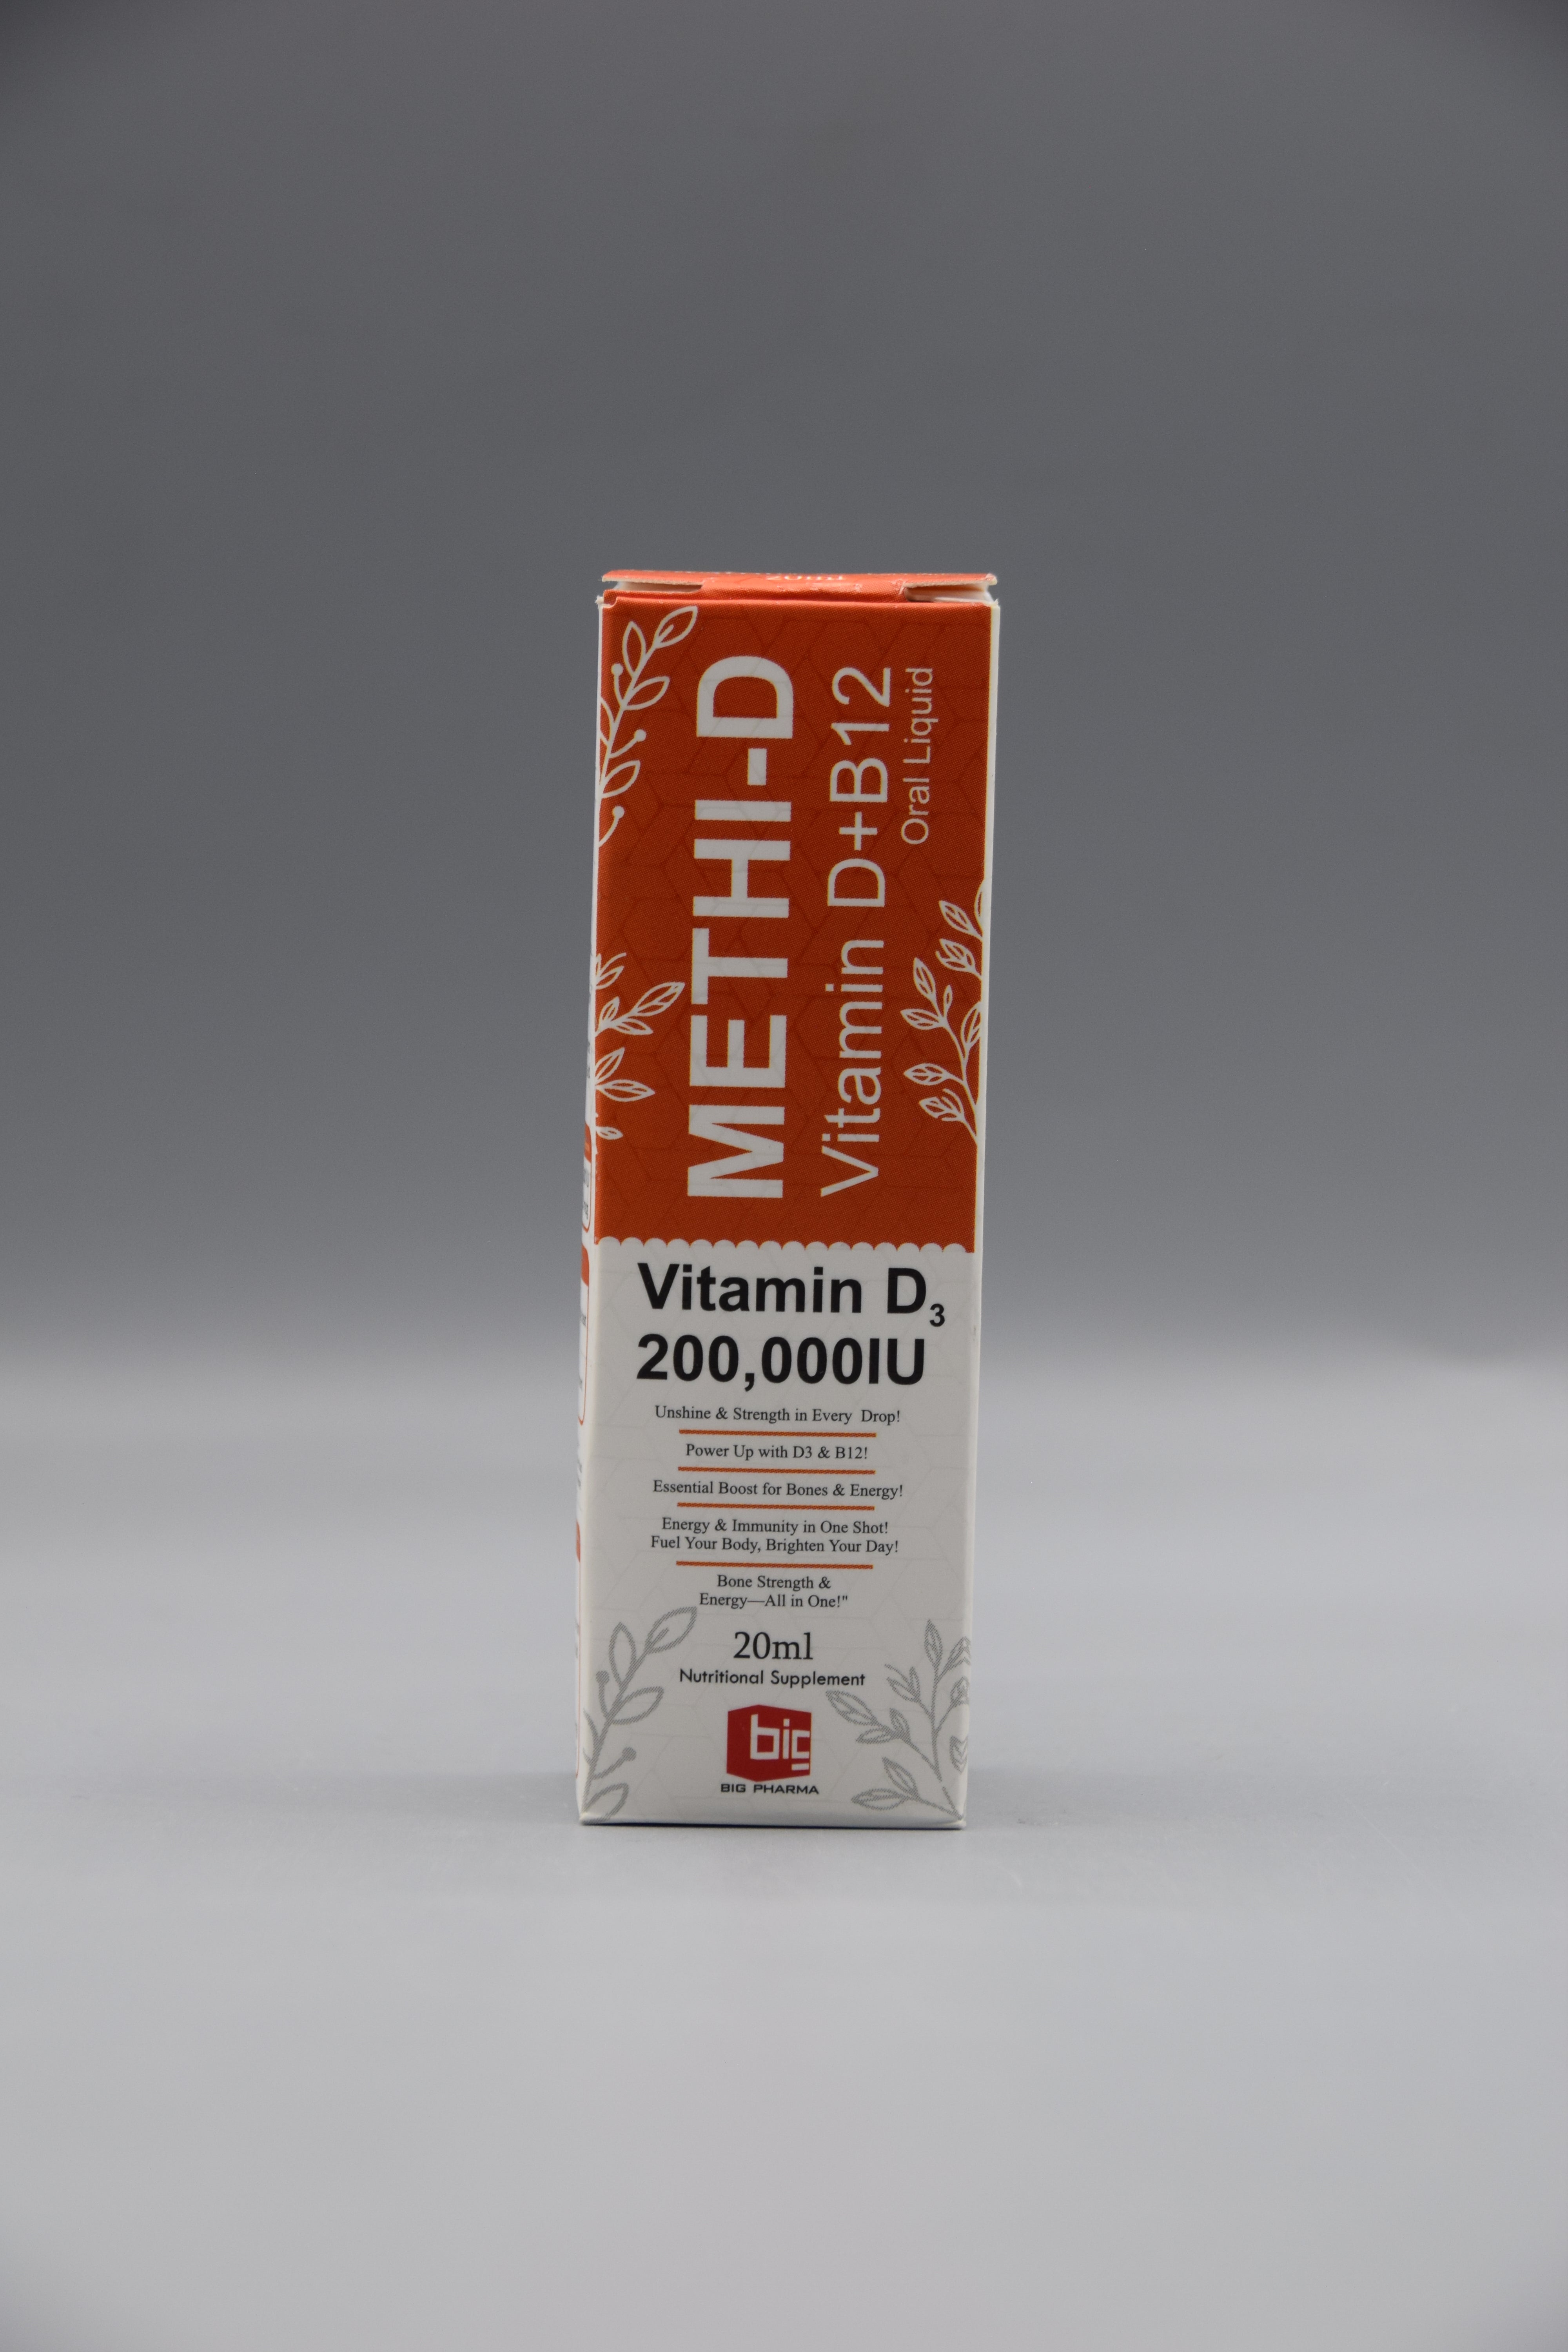 METHI-D
Vitamin D+B12
Oral Liquid
Vitamin D3
200,000IU
Unshine & Strength in Every Drop!
Power Up with D3 & B12!
Essential Boost for Bones & Energy!
Energy & Immunity in One Shot!
Fuel Your Body, Brighten Your Day!
Bone Strength &
Energy—All in One!"
20ml
Nutritional Supplement
big
BIG PHARMA